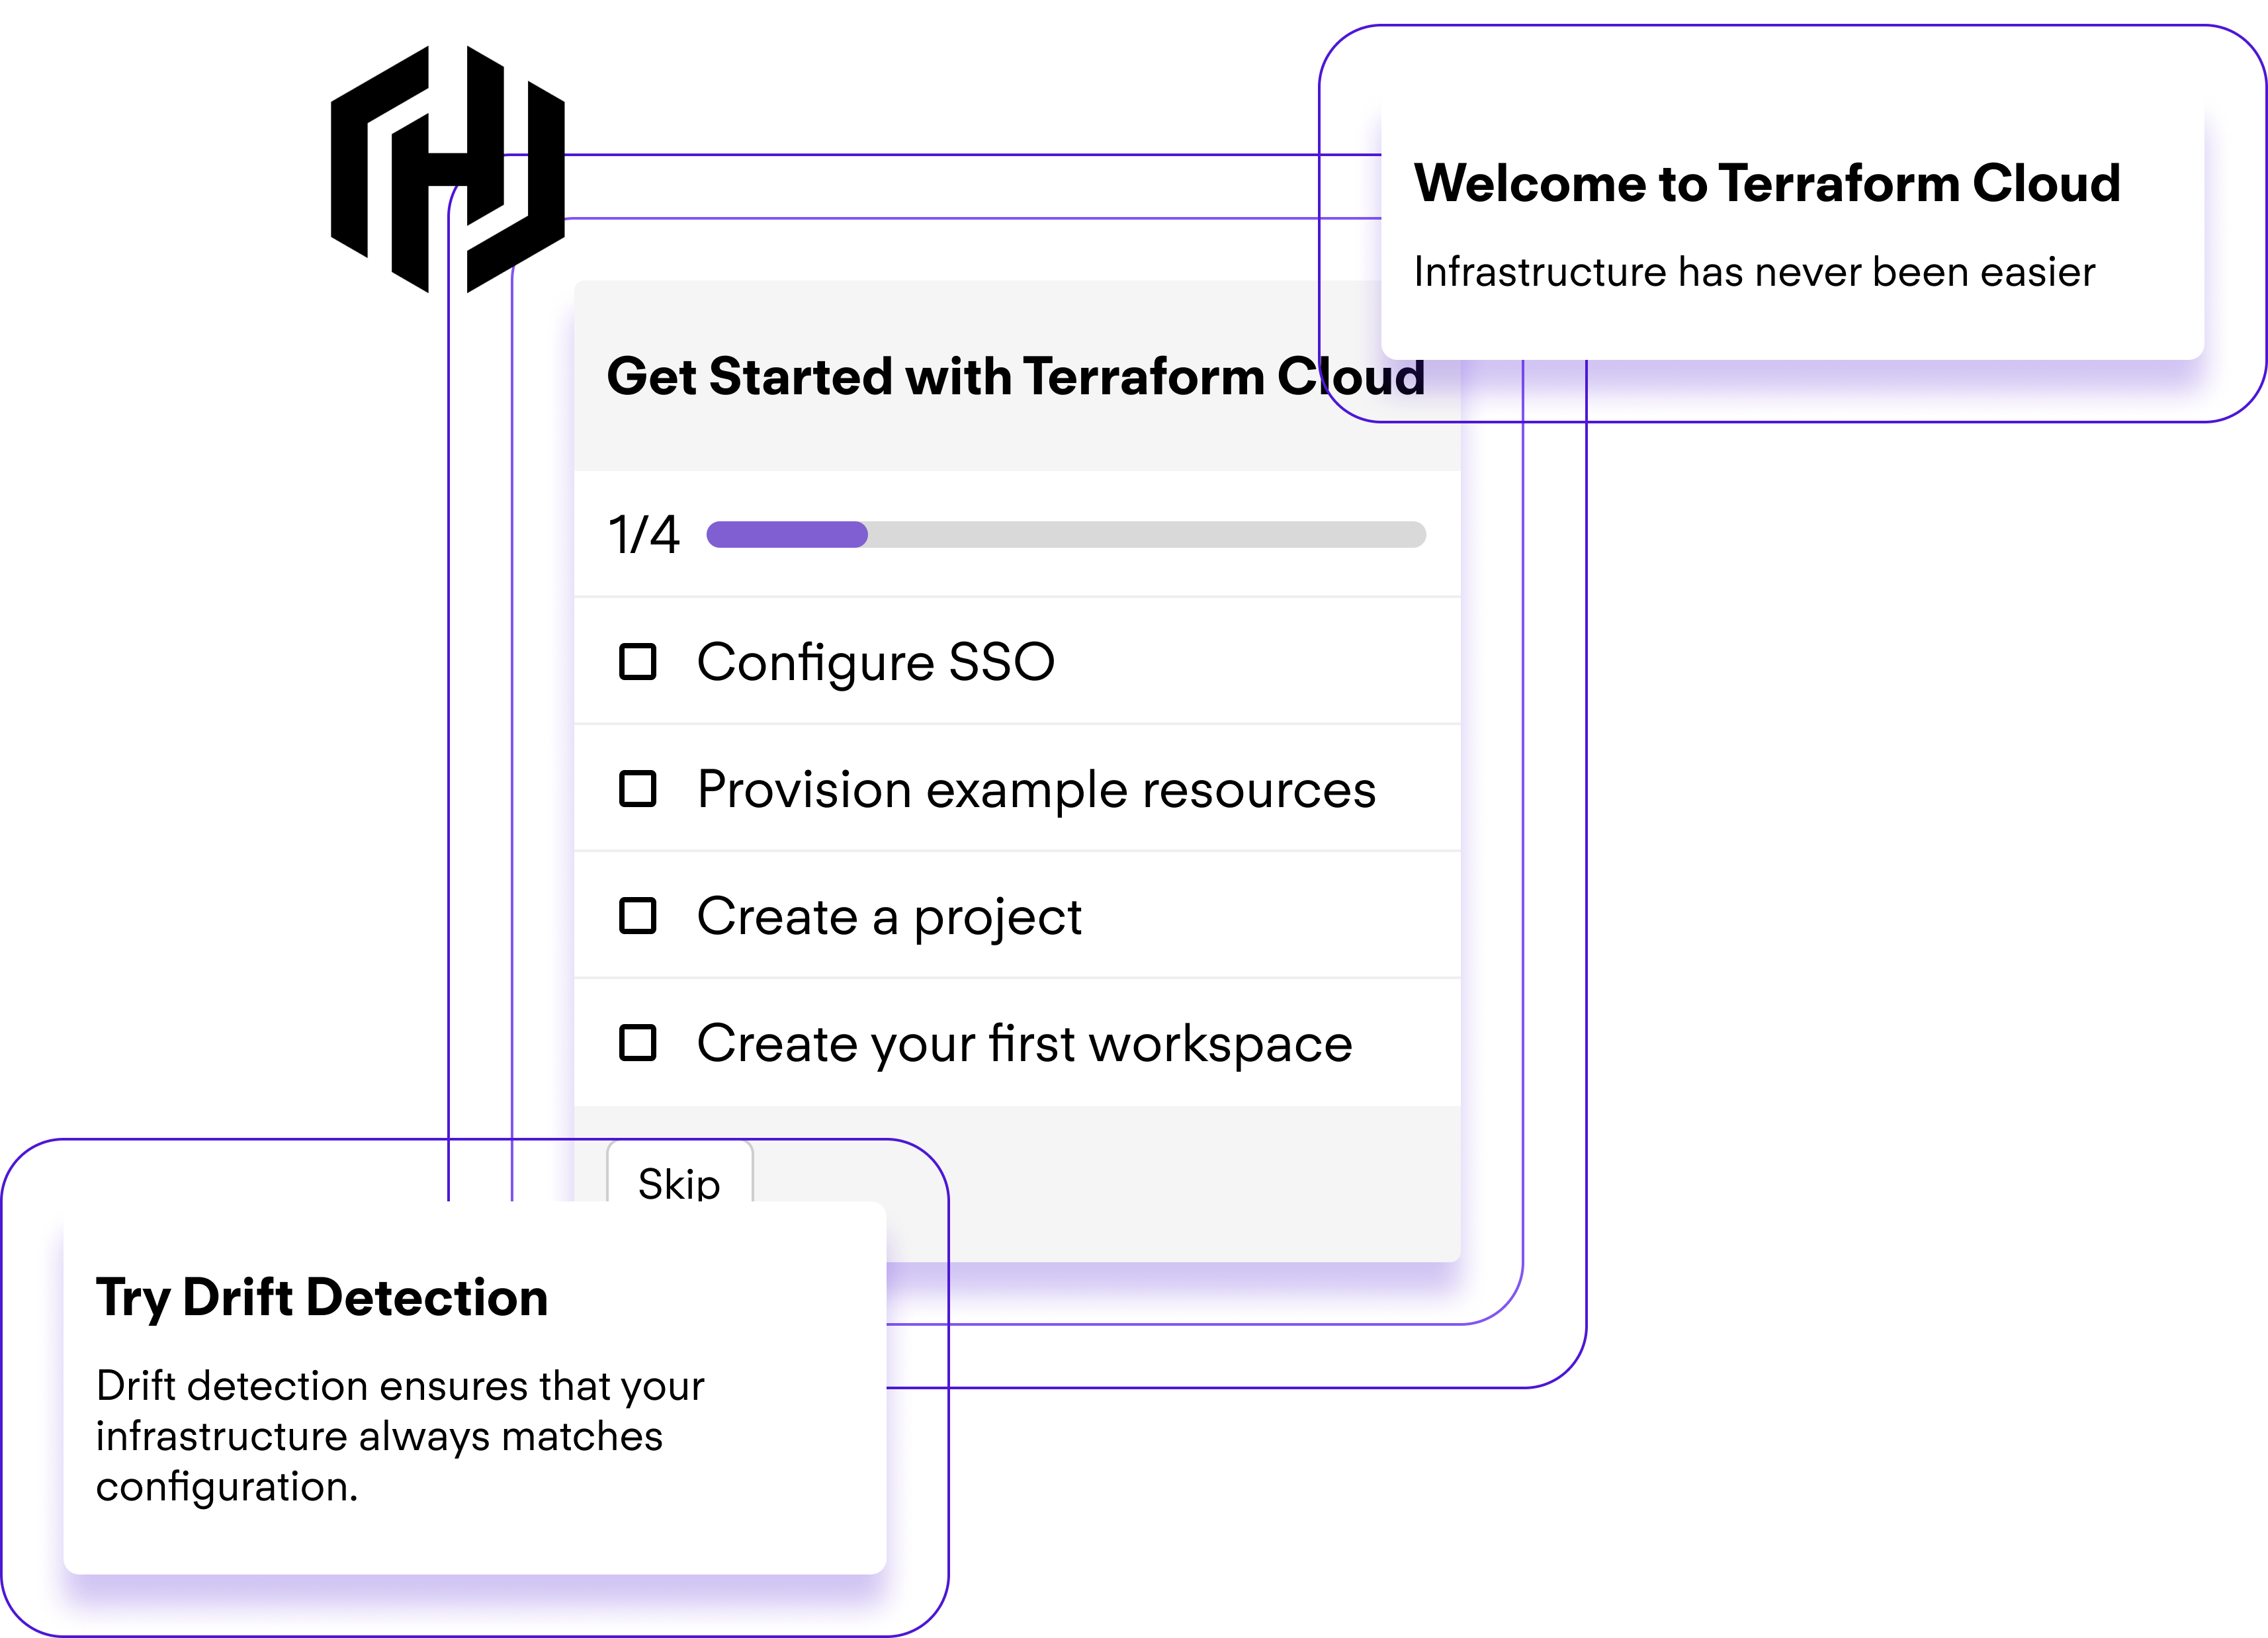 Welcome to Terraform Cloud
Infrastructure has never been easier
Get Started with Terraform Cloud
1/4
Configure SSO
Provision example resources
Create a project
Create your first workspace
Skip
Try Drift Detection
Drift detection ensures that your
infrastructure always matches
configuration.